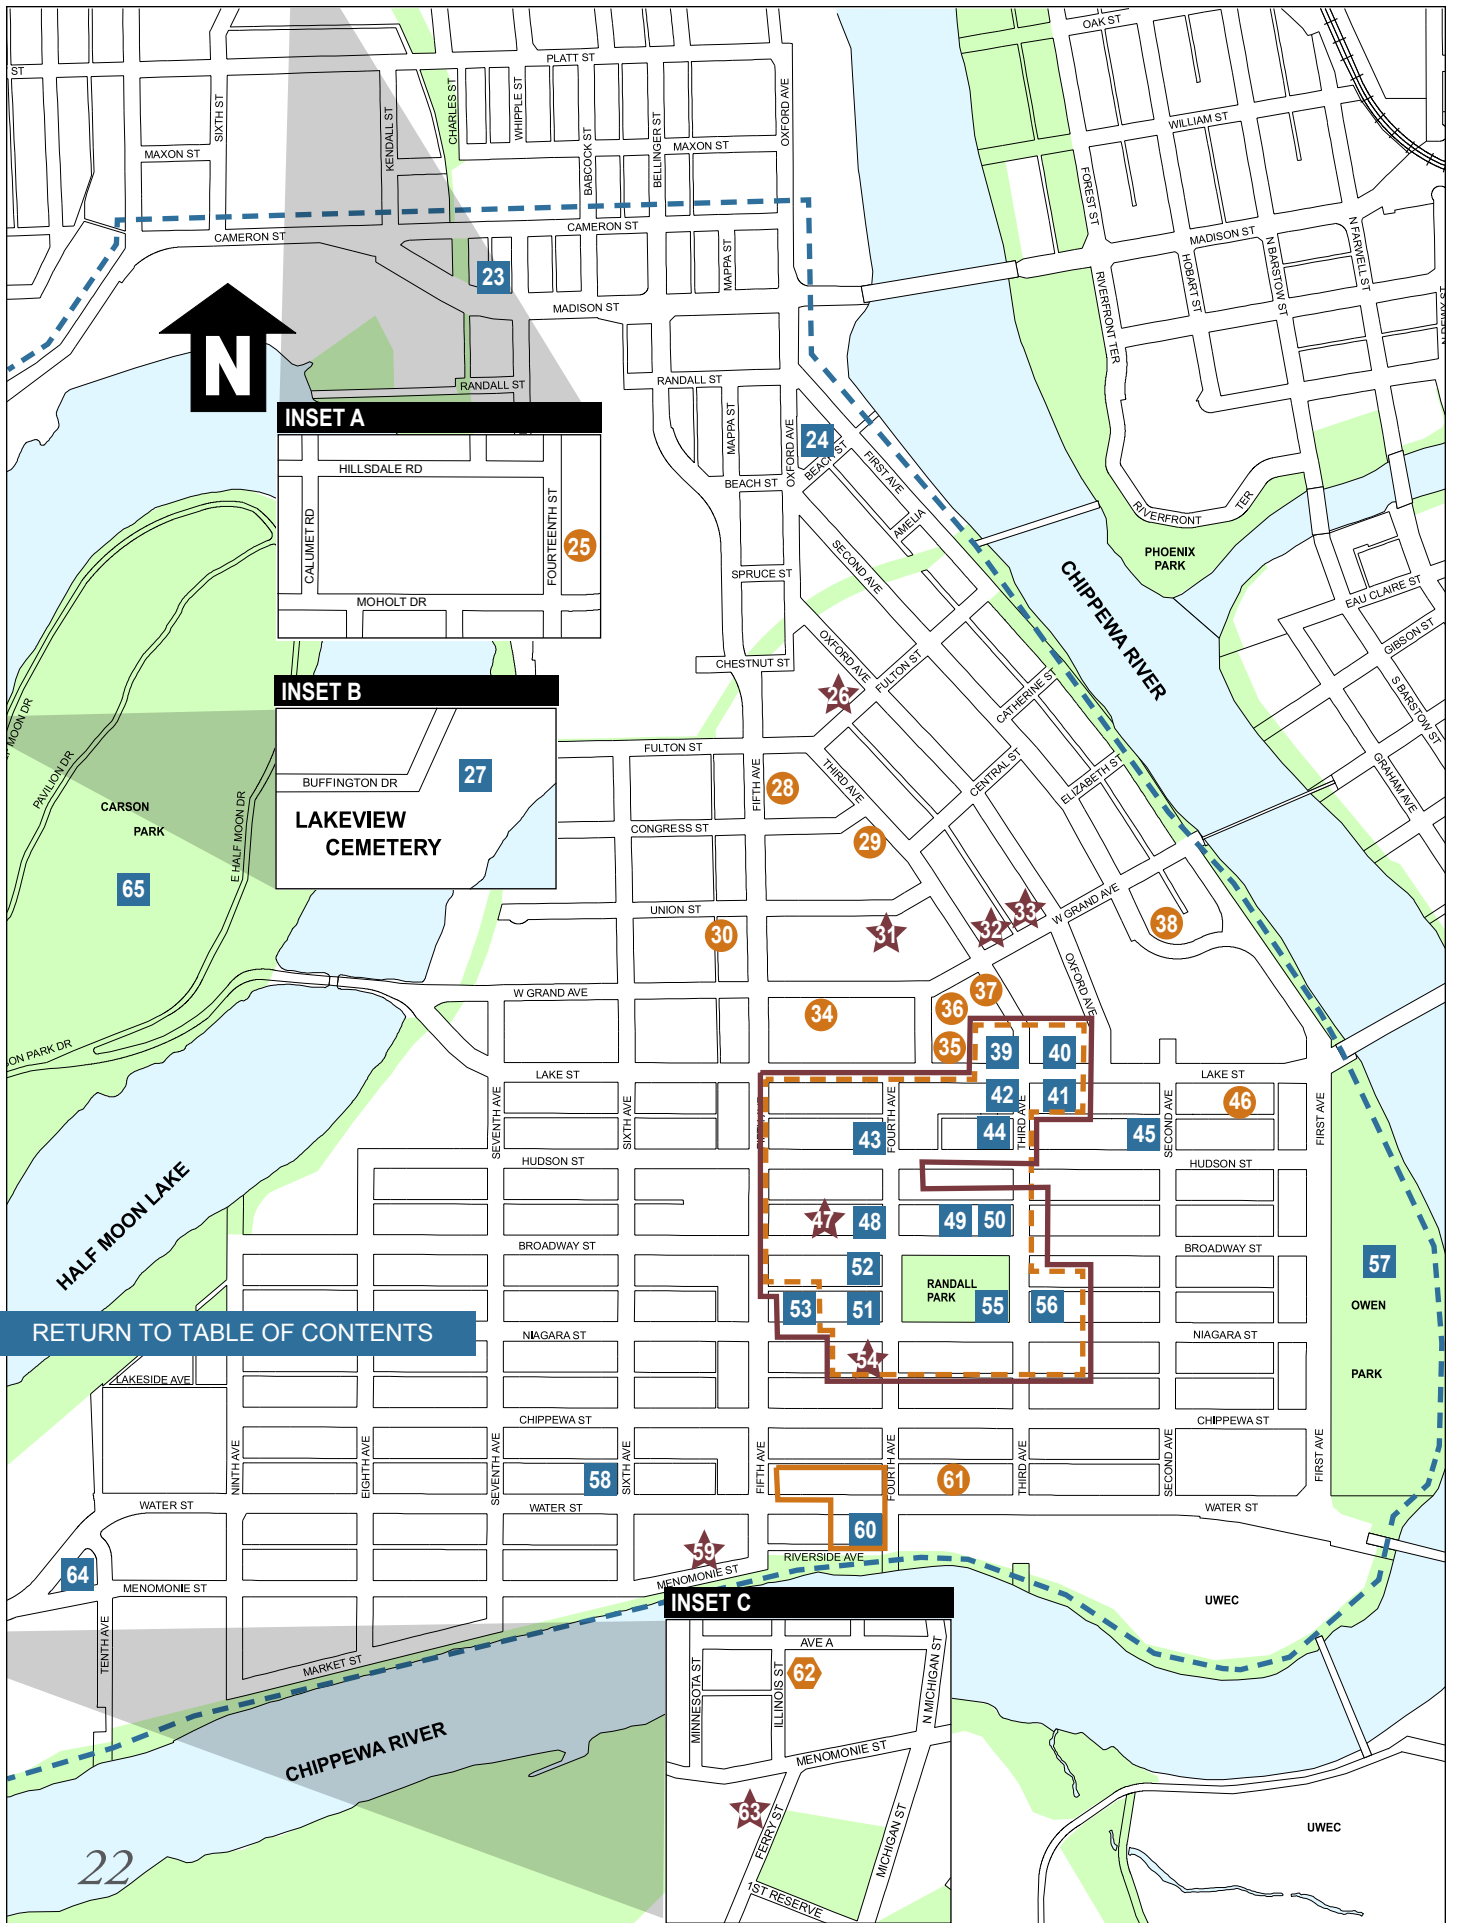 OAK ST
PLATT ST
ST
SIXTH ST
KENDALL ST
CHARLES ST
WHIPPLE ST
BABCOCK ST
BELLINGER ST
OXFORD AVE
MAXON ST
MAXON ST
WILLIAM ST
FOREST ST
CAMERON ST
CAMERON ST
MADISON ST
N FARWELL ST
N BARSTOW ST
HOBART ST
MAPPA ST
23
MADISON ST
RIVERFRONT TER
N
RANDALL ST
RANDALL ST
INSET A
HILLSDALE RD
CALUMET RD
FOURTEENTH ST
25
MOHOLT DR
MAPPA ST
OXFORD AVE
24
BEACH ST
BEACH ST
FIRST AVE
AMELIA
RIVERFRONT
TER
PHOENIX
PARK
SECOND AVE
SPRUCE ST
CHIPPEWA RIVER
EAU CLAIRE ST
GIBSON ST
S BARSTOW ST
GRAHAM AVE
OXFORD AVE
CHESTNUT ST
FULTON ST
26
CATHERINE ST
INSET B
BUFFINGTON DR
27
LAKEVIEW
CEMETERY
MOON DR
PAVILION DR
E HALF MOON DR
CARSON
PARK
65
FULTON ST
FIFTH AVE
28
THIRD AVE
CENTRAL ST
ELIZABETH ST
CONGRESS ST
29
UNION ST
30
31
32
33
W GRAND AVE
38
OXFORD AVE
W GRAND AVE
34
36
37
35
39
40
ON PARK DR
LAKE ST
LAKE ST
SEVENTH AVE
SIXTH AVE
FOURTH AVE
42
41
THIRD AVE
46
FIRST AVE
43
44
45
SECOND AVE
HUDSON ST
HUDSON ST
HALF MOON LAKE
47
48
49
50
BROADWAY ST
BROADWAY ST
52
RANDALL
PARK
57
53
51
55
56
OWEN
RETURN TO TABLE OF CONTENTS
NIAGARA ST
NIAGARA ST
54
PARK
LAKESIDE AVE
CHIPPEWA ST
CHIPPEWA ST
NINTH AVE
EIGHTH AVE
SEVENTH AVE
58
SIXTH AVE
FIFTH AVE
FOURTH AVE
61
THIRD AVE
SECOND AVE
FIRST AVE
WATER ST
WATER ST
WATER ST
60
59
RIVERSIDE AVE
64
MENOMONIE ST
MENOMONIE ST
UWEC
TENTH AVE
MARKET ST
INSET C
AVE A
MINNESOTA ST
ILLINOIS ST
62
N MICHIGAN ST
MENOMONIE ST
63
FERRY ST
MICHIGAN ST
1ST RESERVE
CHIPPEWA RIVER
UWEC
22